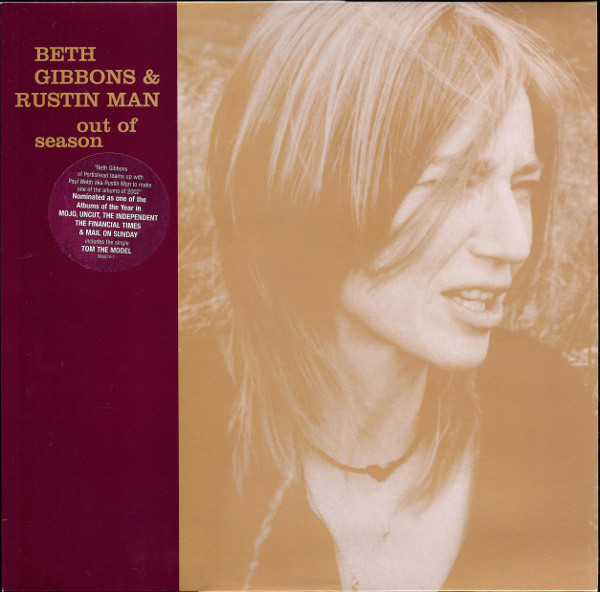 BETH
GIBBONS &
RUSTIN MAN
out of
season
"Beth Gibbons
of Portishead teams up with
Paul Webb aka Rustin Man to make
one of the albums of 2002"
Nominated as one of the
Albums of the Year in
MOJO, UNCUT, THE INDEPENDENT
THE FINANCIAL TIMES
& MAIL ON SUNDAY
includes the single
TOM THE MODEL